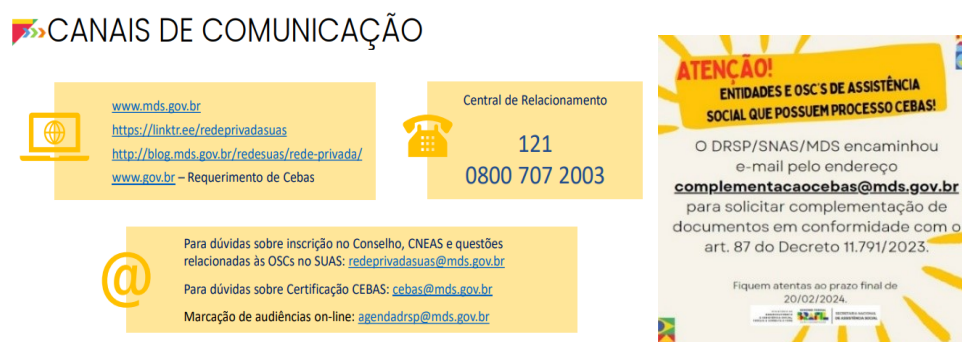 CANAIS DE COMUNICAÇÃO
www.mds.gov.br
https://linktr.ee/redeprivadasuas
http://blog.mds.gov.br/redesuas/rede-privada/
www.gov.br – Requerimento de Cebas
Central de Relacionamento
121
0800 707 2003
@
Para dúvidas sobre inscrição no Conselho, CNEAS e questões
relacionadas às OSCs no SUAS: redeprivadasuas@mds.gov.br
Para dúvidas sobre Certificação CEBAS: cebas@mds.gov.br
Marcação de audiências on-line: agendadrsp@mds.gov.br
ATENÇÃO!
ENTIDADES E OSC'S DE ASSISTÊNCIA
SOCIAL QUE POSSUEM PROCESSO CEBAS!
O DRSP/SNAS/MDS encaminhou
e-mail pelo endereço
complementacaocebas@mds.gov.br
para solicitar complementação de
documentos em conformidade com o
art. 87 do Decreto 11.791/2023.
Fiquem atentas ao prazo final de
20/02/2024.